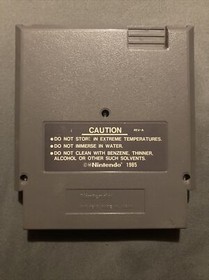 CAUTION
REV-A
•DO NOT STORE IN EXTREME TEMPERATURES.
•DO NOT IMMERSE IN WATER.
•DO NOT CLEAN WITH BENZENE, THINNER,
ALCOHOL OR OTHER SUCH SOLVENTS.
©Nintendo® 1985